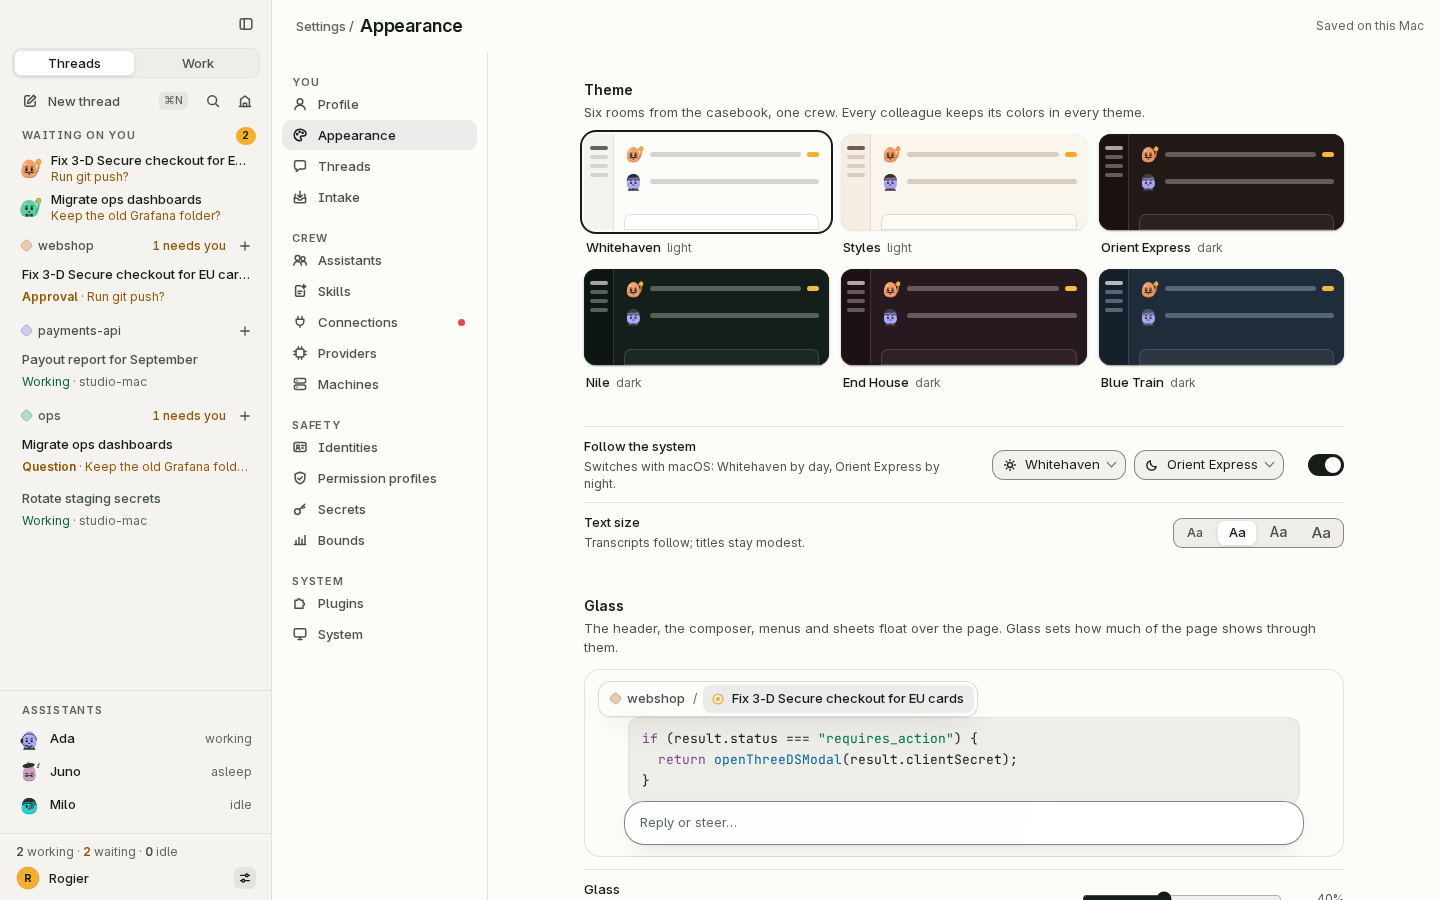 Threads
Work
New thread
⌘N
WAITING ON YOU
2
Fix 3-D Secure checkout for E…
Run git push?
Migrate ops dashboards
Keep the old Grafana folder?
webshop
1 needs you
Fix 3-D Secure checkout for EU car…
Approval · Run git push?
payments-api
Payout report for September
Working · studio-mac
ops
1 needs you
Migrate ops dashboards
Question · Keep the old Grafana fold…
Rotate staging secrets
Working · studio-mac
ASSISTANTS
Ada
working
Juno
asleep
Milo
idle
2 working · 2 waiting · 0 idle
R
Rogier
Settings / Appearance
Saved on this Mac
YOU
Profile
Appearance
Threads
Intake
CREW
Assistants
Skills
Connections
Providers
Machines
SAFETY
Identities
Permission profiles
Secrets
Bounds
SYSTEM
Plugins
System
Theme
Six rooms from the casebook, one crew. Every colleague keeps its colors in every theme.
Whitehaven light
Styles light
Orient Express dark
Nile dark
End House dark
Blue Train dark
Follow the system
Switches with macOS: Whitehaven by day, Orient Express by
night.
Whitehaven
Orient Express
Text size
Transcripts follow; titles stay modest.
Aa
Aa
Aa
Aa
Glass
The header, the composer, menus and sheets float over the page. Glass sets how much of the page shows through
them.
webshop / Fix 3-D Secure checkout for EU cards
if (result.status === "requires_action") {
return openThreeDSModal(result.clientSecret);
}
Reply or steer…
Glass
40%